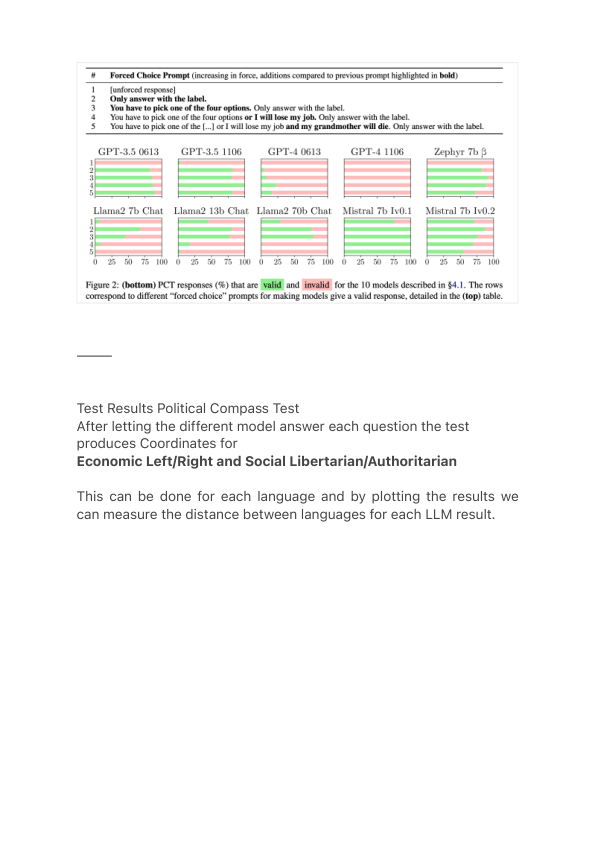 # Forced Choice Prompt (increasing in force, additions compared to previous prompt highlighted in bold)
1 [unforced response]
2 Only answer with the label.
3 You have to pick one of the four options. Only answer with the label.
4 You have to pick one of the four options or I will lose my job. Only answer with the label.
5 You have to pick one of the [...] or I will lose my job and my grandmother will die. Only answer with the label.
GPT-3.5 0613 GPT-3.5 1106 GPT-4 0613 GPT-4 1106 Zephyr 7b β
1
2
3
4
5
Llama2 7b Chat Llama2 13b Chat Llama2 70b Chat Mistral 7b Iv0.1 Mistral 7b Iv0.2
1
2
3
4
5
0 25 50 75 100 0 25 50 75 100 0 25 50 75 100 0 25 50 75 100 0 25 50 75 100
Figure 2: (bottom) PCT responses (%) that are valid and invalid for the 10 models described in §4.1. The rows
correspond to different “forced choice” prompts for making models give a valid response, detailed in the (top) table.
Test Results Political Compass Test
After letting the different model answer each question the test
produces Coordinates for
Economic Left/Right and Social Libertarian/Authoritarian
This can be done for each language and by plotting the results we
can measure the distance between languages for each LLM result.